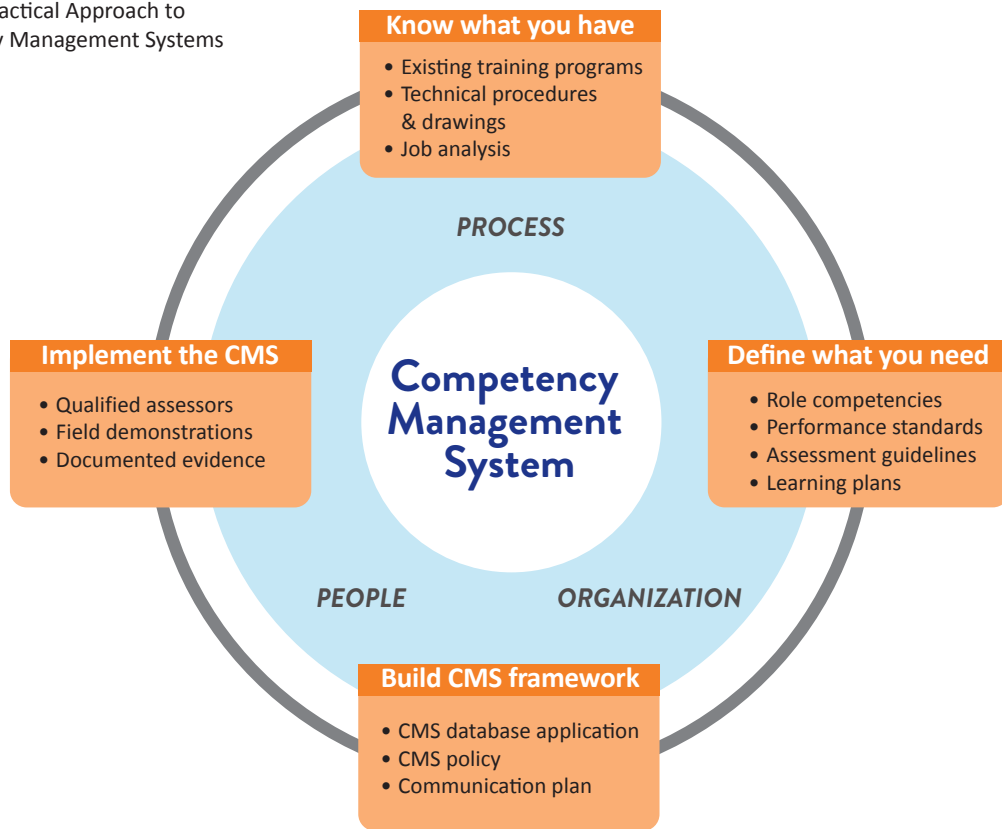 actical Approach to
y Management Systems
Know what you have
• Existing training programs
• Technical procedures
& drawings
• Job analysis
PROCESS
Implement the CMS
• Qualified assessors
• Field demonstrations
• Documented evidence
Competency
Management
System
Define what you need
• Role competencies
• Performance standards
• Assessment guidelines
• Learning plans
PEOPLE
ORGANIZATION
Build CMS framework
• CMS database application
• CMS policy
• Communication plan